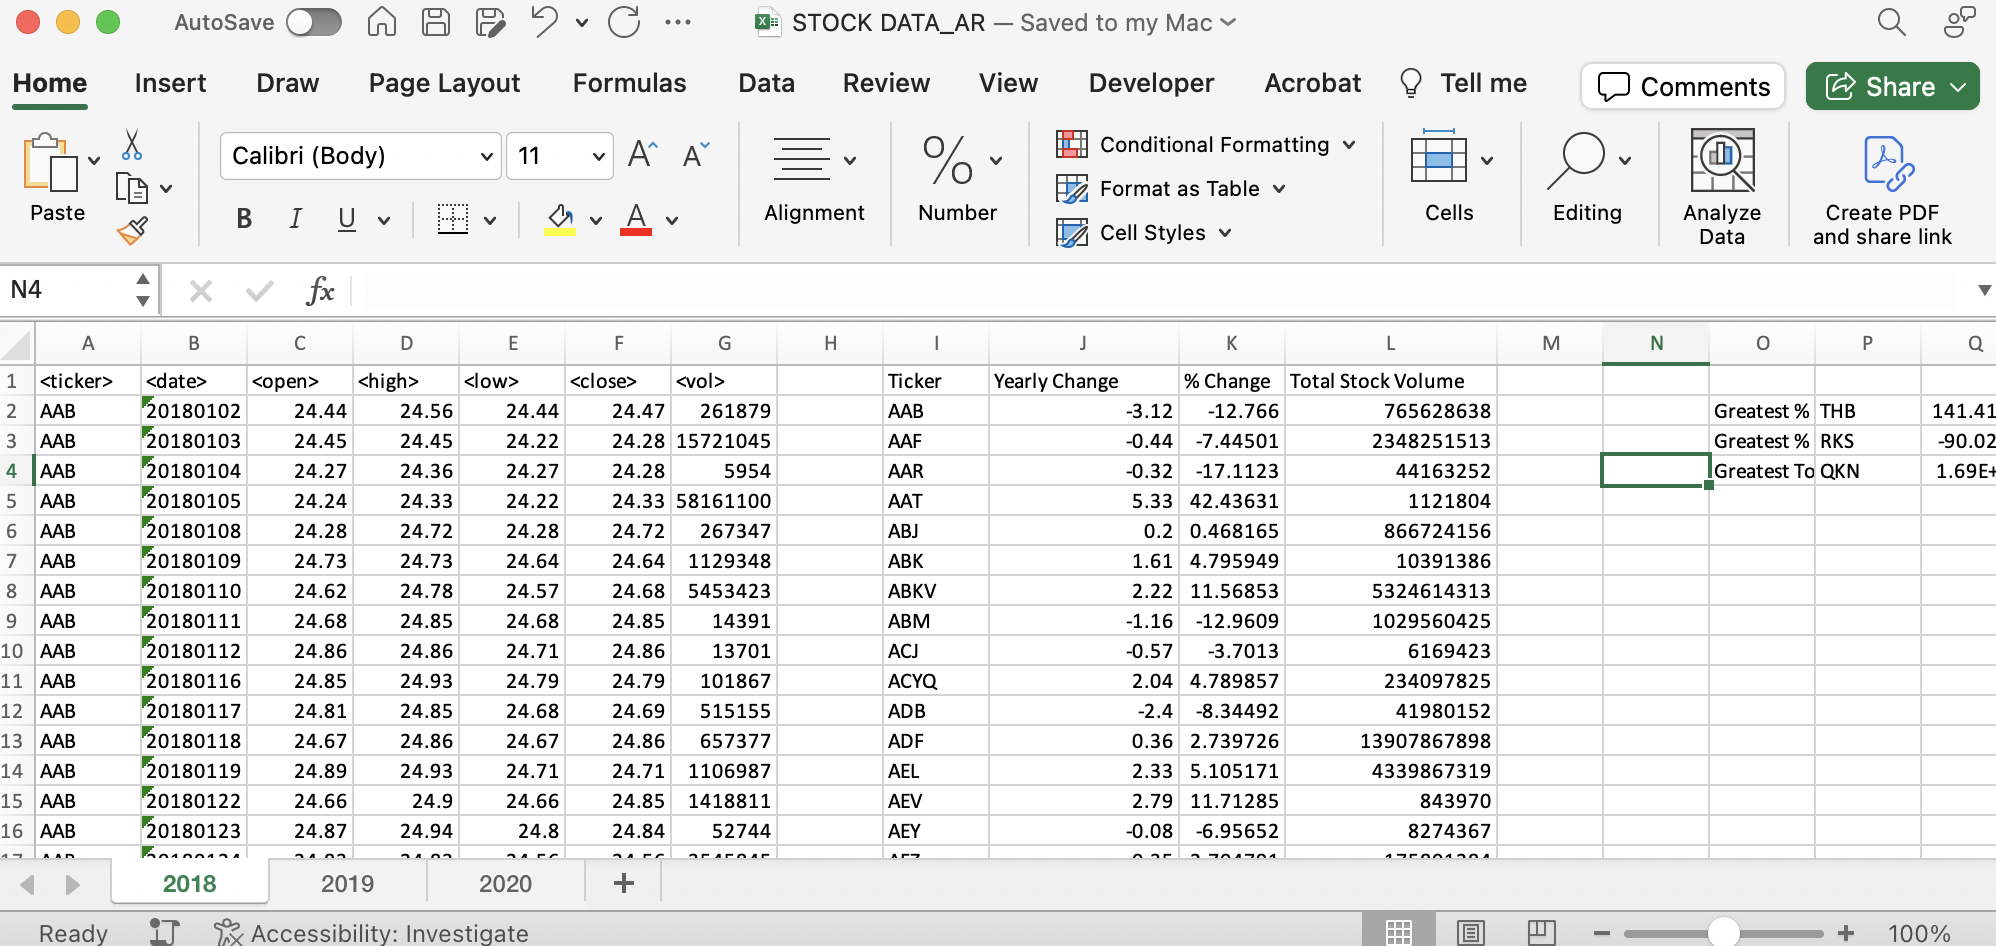 AutoSave STOCK DATA_AR — Saved to my Mac
Home Insert Draw Page Layout Formulas Data Review View Developer Acrobat Tell me Comments Share
Paste Calibri (Body) 11 A A B I U A Alignment % Number Conditional Formatting Format as Table Cell Styles Cells Editing Analyze Data Create PDF and share link
N4 fx
A B C D E F G H I J K L M N O P Q
1 <ticker> <date> <open> <high> <low> <close> <vol> Ticker Yearly Change % Change Total Stock Volume
2 AAB 20180102 24.44 24.56 24.44 24.47 261879 AAB -3.12 -12.766 765628638 Greatest % THB 141.41
3 AAB 20180103 24.45 24.45 24.22 24.28 15721045 AAF -0.44 -7.44501 2348251513 Greatest % RKS -90.02
4 AAB 20180104 24.27 24.36 24.27 24.28 5954 AAR -0.32 -17.1123 44163252 Greatest To QKN 1.69E+
5 AAB 20180105 24.24 24.33 24.22 24.33 58161100 AAT 5.33 42.43631 1121804
6 AAB 20180108 24.28 24.72 24.28 24.72 267347 ABJ 0.2 0.468165 866724156
7 AAB 20180109 24.73 24.73 24.64 24.64 1129348 ABK 1.61 4.795949 10391386
8 AAB 20180110 24.62 24.78 24.57 24.68 5453423 ABKV 2.22 11.56853 5324614313
9 AAB 20180111 24.68 24.85 24.68 24.85 14391 ABM -1.16 -12.9609 1029560425
10 AAB 20180112 24.86 24.86 24.71 24.86 13701 ACJ -0.57 -3.7013 6169423
11 AAB 20180116 24.85 24.93 24.79 24.79 101867 ACYQ 2.04 4.789857 234097825
12 AAB 20180117 24.81 24.85 24.68 24.69 515155 ADB -2.4 -8.34492 41980152
13 AAB 20180118 24.67 24.86 24.67 24.86 657377 ADF 0.36 2.739726 13907867898
14 AAB 20180119 24.89 24.93 24.71 24.71 1106987 AEL 2.33 5.105171 4339867319
15 AAB 20180122 24.66 24.9 24.66 24.85 1418811 AEV 2.79 11.71285 843970
16 AAB 20180123 24.87 24.94 24.8 24.84 52744 AEY -0.08 -6.95652 8274367
2018 2019 2020 +
Ready Accessibility: Investigate 100%